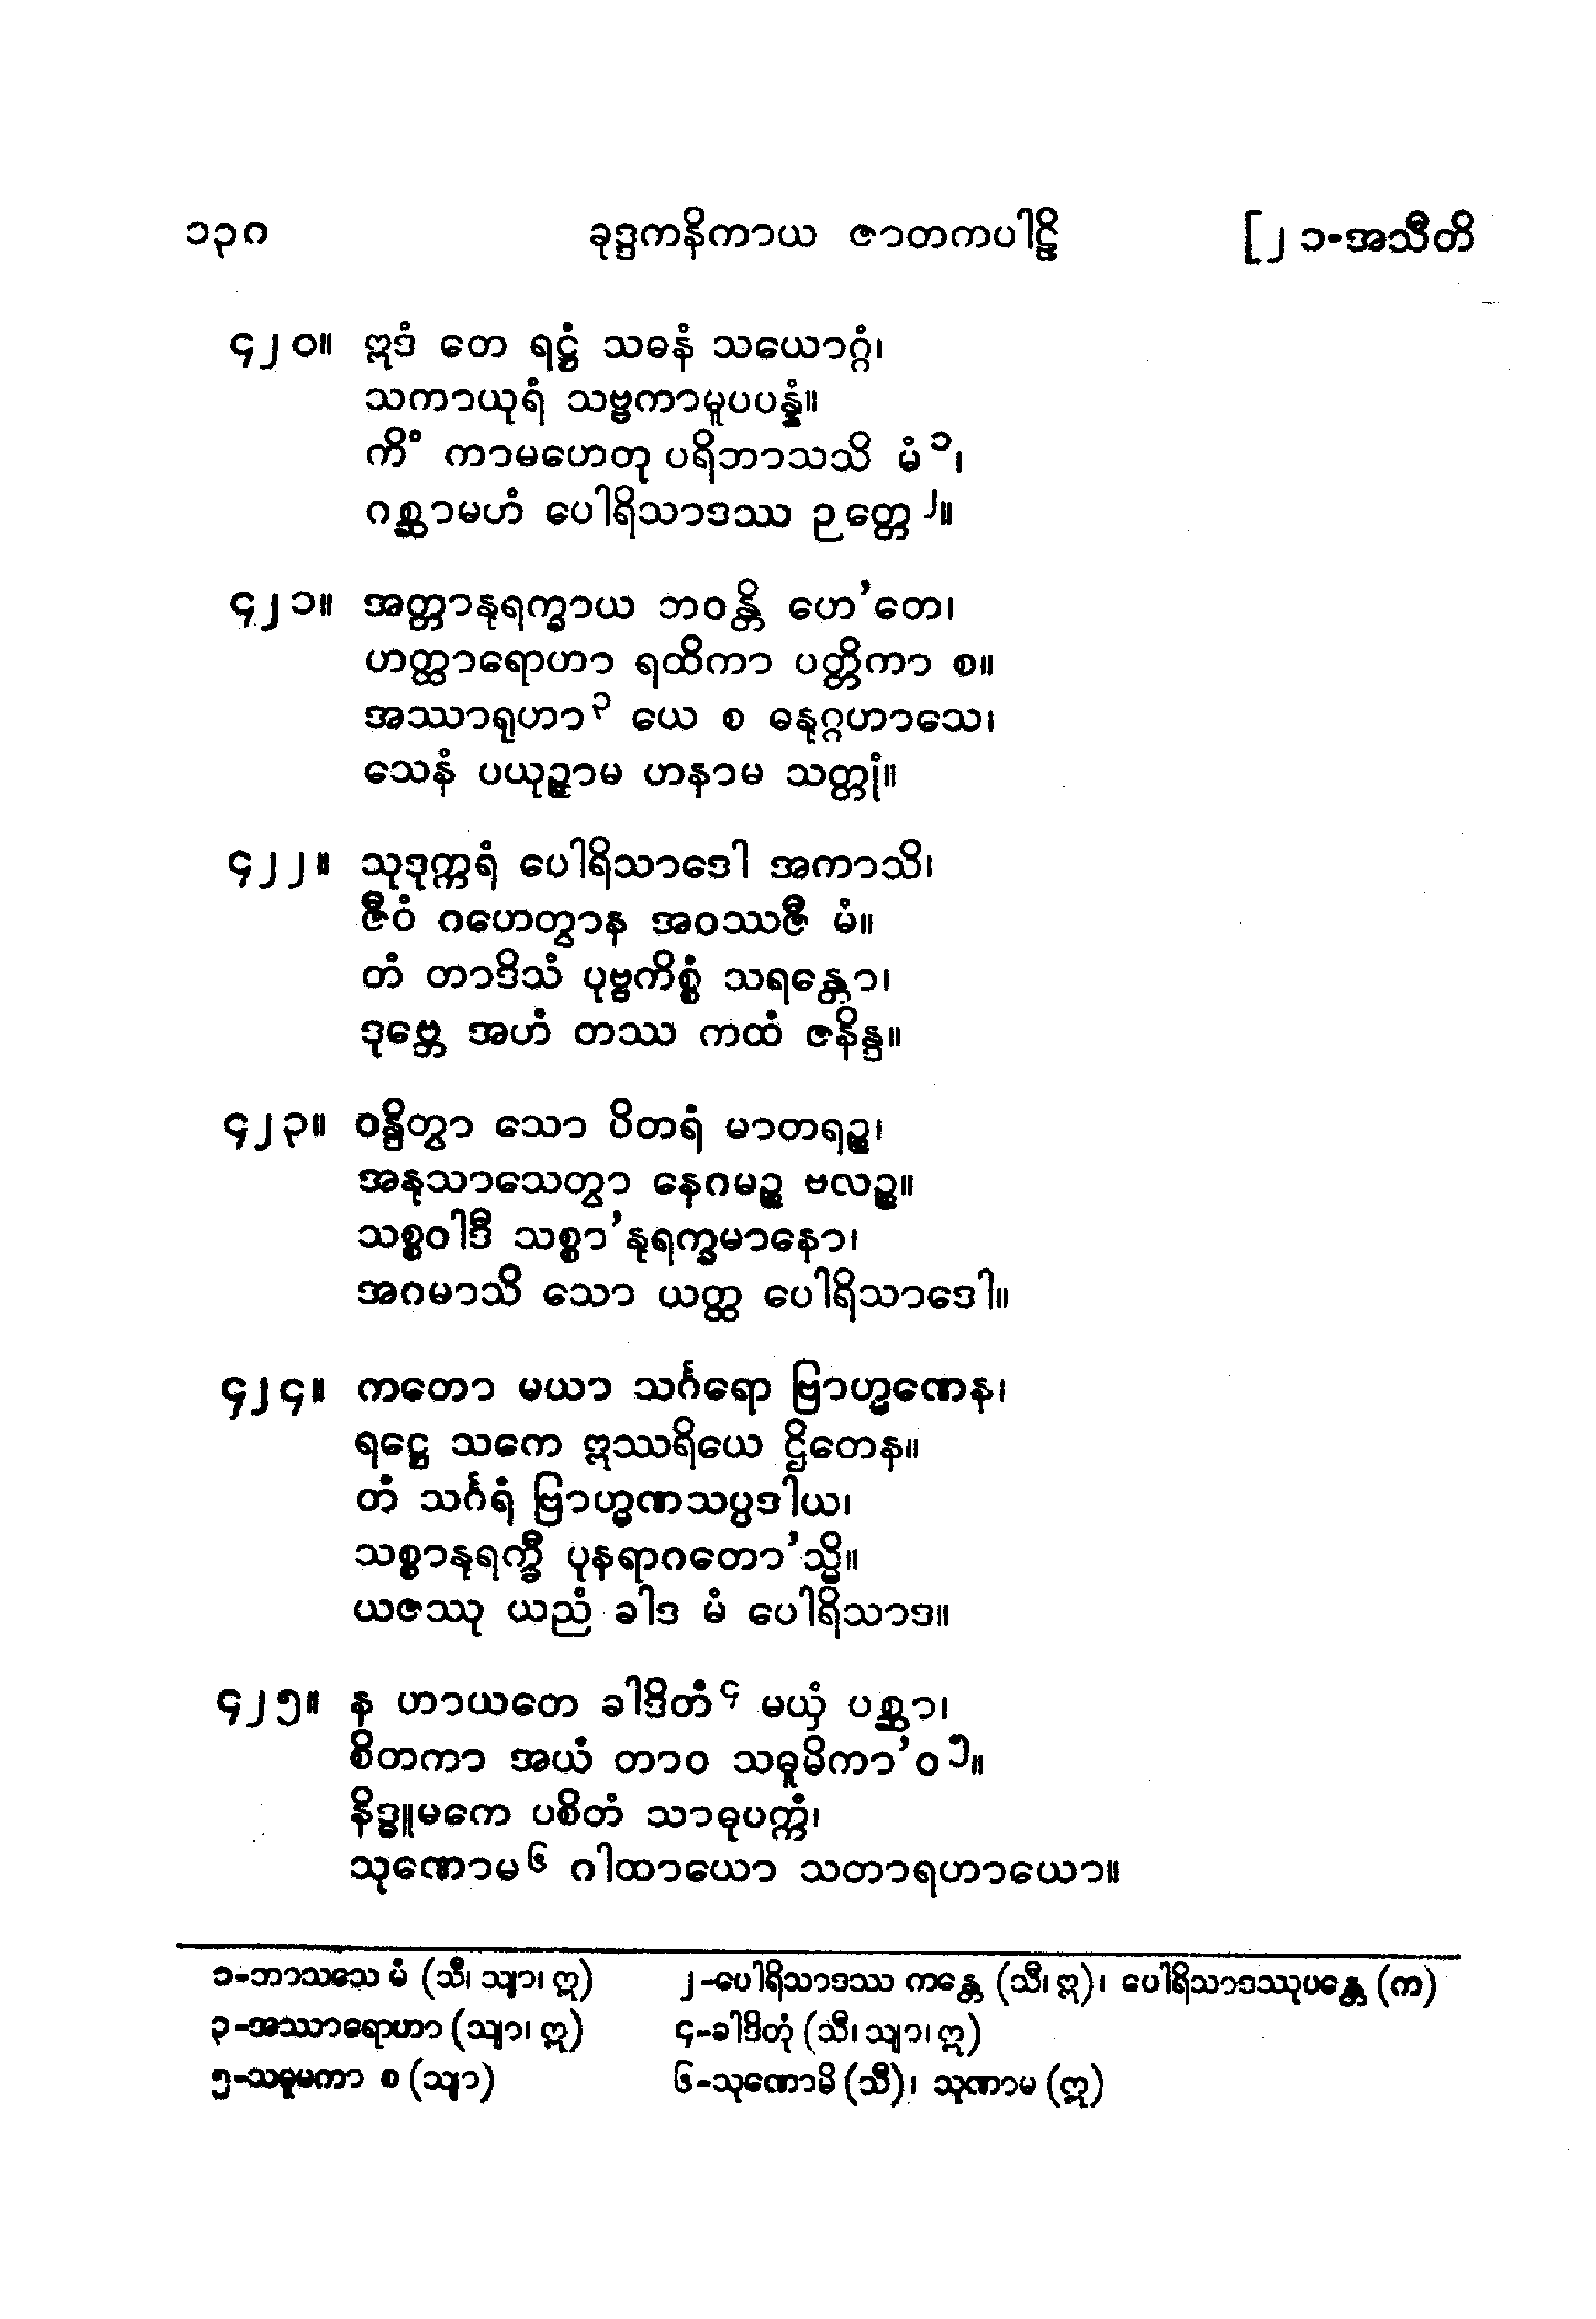 ၁၃၈ ခုဒ္ဒကနိကာယ ဇာတကပါဠိ [၂၁-အသီတိ
၄၂၀။ ဣဒံ တေ ရဋ္ဌံ သဓနံ သယောဂ္ဂံ၊
သကာယုရံ သဗ္ဗကာမူပပန္နံ။
ကိံ ကာမဟေတု ပရိဘာသသိ မံ၁၊
ဂစ္ဆာမဟံ ပေါရိသာဒဿ ဉတ္တေ၂။
၄၂၁။ အတ္တာနုရက္ခာယ ဘဝန္တိ ဟေ’တေ၊
ဟတ္ထာရောဟာ ရထိကာ ပတ္တိကာ စ။
အဿာရုဟာ၃ ယေ စ ဓနုဂ္ဂဟာသေ၊
သေနံ ပယုဉ္ဇာမ ဟနာမ သတ္တုံ။
၄၂၂။ သုဒုက္ကရံ ပေါရိသာဒေါ အကာသိ၊
ဇီဝံ ဂဟေတွာန အဝဿဇီ မံ။
တံ တာဒိသံ ပုဗ္ဗကိစ္စံ သရန္တော၊
ဒုဗ္ဘေ အဟံ တဿ ကထံ ဇနိန္ဒ။
၄၂၃။ ဝန္ဒိတွာ သော ပိတရံ မာတရဉ္စ၊
အနုသာသေတွာ နေဂမဉ္စ ဗလဉ္စ။
သစ္စဝါဒီ သစ္စာ’နုရက္ခမာနော၊
အဂမာသိ သော ယတ္ထ ပေါရိသာဒေါ။
၄၂၄။ ကတော မယာ သင်္ဂရော ဗြာဟ္မဏေန၊
ရဋ္ဌေ သကေ ဣဿရိယေ ဌိတေန။
တံ သင်္ဂရံ ဗြာဟ္မဏသပ္ပဒါယ၊
သစ္စာနုရက္ခီ ပုနရာဂတော’သ္မိ။
ယဇဿု ယညံ ခါဒ မံ ပေါရိသာဒ။
၄၂၅။ န ဟာယတေ ခါဒိတံ၄ မယှံ ပစ္ဆာ၊
စိတကာ အယံ တာဝ သဓူမိကာ’ဝ၅။
နိဒ္ဓူမကေ ပစိတံ သာဓုပက္ကံ၊
သုဏောမ၆ ဂါထာယော သတာရဟာယော။
၁-ဘာသသေ မံ (သီ၊ သျာ၊ ဣ) ၂-ပေါရိသာဒဿ ကန္တေ (သီ၊ ဣ)၊ ပေါရိသာဒဿုပန္တေ (က)
၃-အဿာရောဟာ (သျာ၊ ဣ) ၄-ခါဒိတုံ (သီ၊ သျာ၊ ဣ)
၅-သဓူမကာ စ (သျာ) ၆-သုဏောမိ (သီ)၊ သုဏာမ (ဣ)